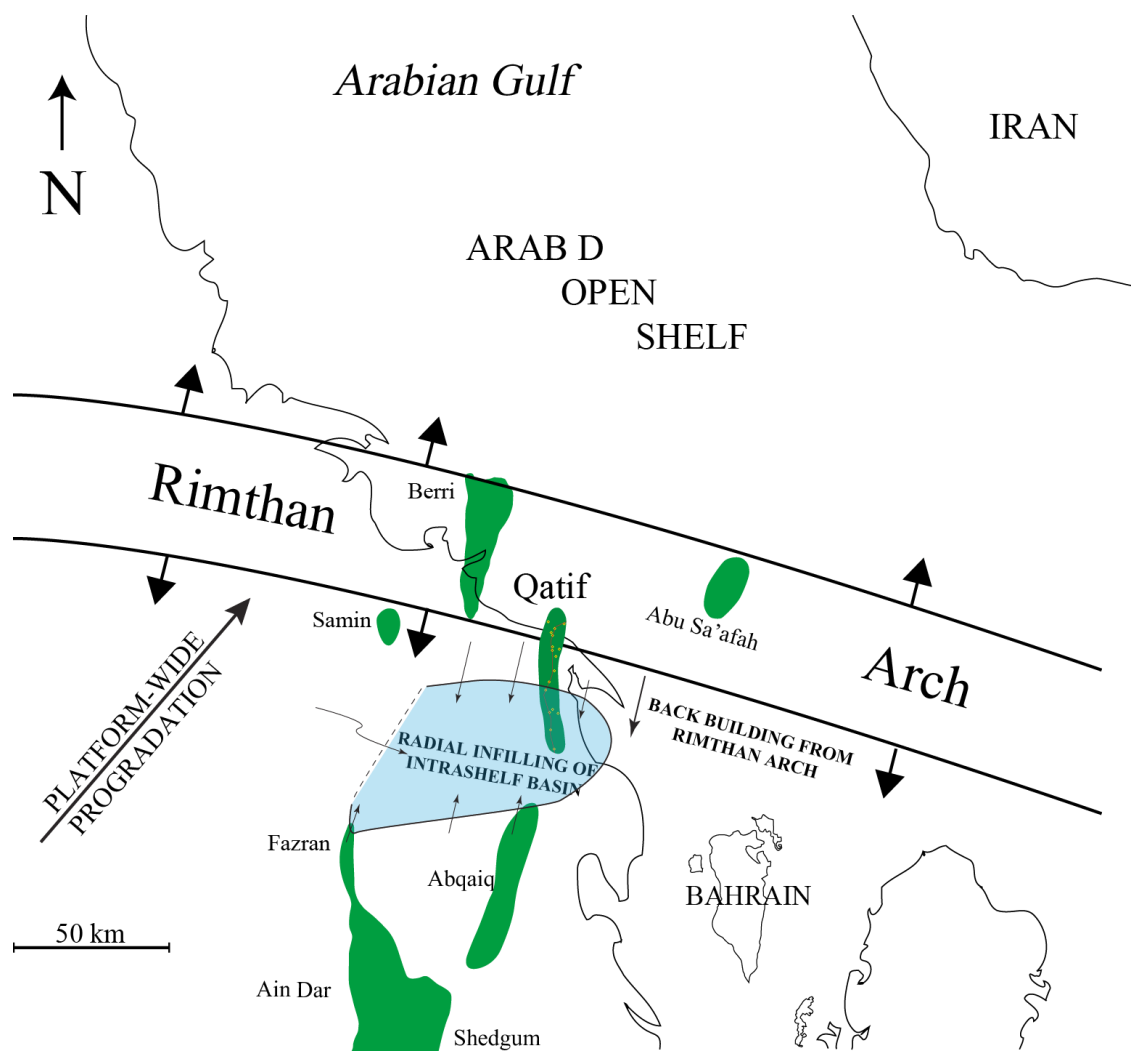 Arabian Gulf
IRAN
N
ARAB D
OPEN
SHELF
Rimthan
Berri
Qatif
Samin
Abu Sa’afah
Arch
PLATFORM-WIDE
PROGRADATION
BACK BUILDING FROM
RIMTHAN ARCH
RADIAL INFILLING OF
INTRASHELF BASIN
Fazran
Abqaiq
BAHRAIN
50 km
Ain Dar
Shedgum